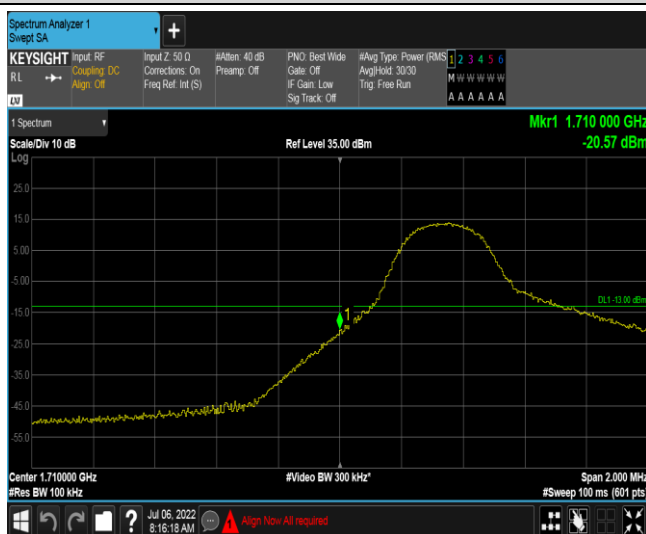 Spectrum Analyzer 1
Swept SA
+
KEYSIGHT
RL
LXI
Input: RF
Coupling: DC
Align: Off
Input Z: 50 Ω
Corrections: On
Freq Ref: Int (S)
#Atten: 40 dB
Preamp: Off
PNO: Best Wide
Gate: Off
IF Gain: Low
Sig Track: Off
#Avg Type: Power (RMS
Avg|Hold: 30/30
Trig: Free Run
1 2 3 4 5 6
M W W W W W
A A A A A A
1 Spectrum
Mkr1 1.710 000 GHz
-20.57 dBm
Scale/Div 10 dB
Ref Level 35.00 dBm
Log
25.0
15.0
5.00
-5.00
DL1 -13.00 dBm
-15.0
1
-25.0
-35.0
-45.0
-55.0
Center 1.710000 GHz
#Video BW 300 kHz*
Span 2.000 MHz
#Res BW 100 kHz
#Sweep 100 ms (601 pts)
?
Jul 06, 2022
8:16:18 AM
Align Now All required